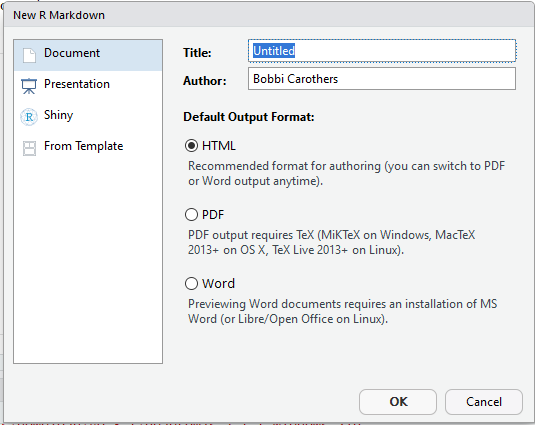 New R Markdown
Document
Presentation
Shiny
From Template
Title:
Untitled
Author:
Bobbi Carothers
Default Output Format:
HTML
Recommended format for authoring (you can switch to PDF
or Word output anytime).
PDF
PDF output requires TeX (MiKTeX on Windows, MacTeX
2013+ on OS X, TeX Live 2013+ on Linux).
Word
Previewing Word documents requires an installation of MS
Word (or Libre/Open Office on Linux).
OK
Cancel